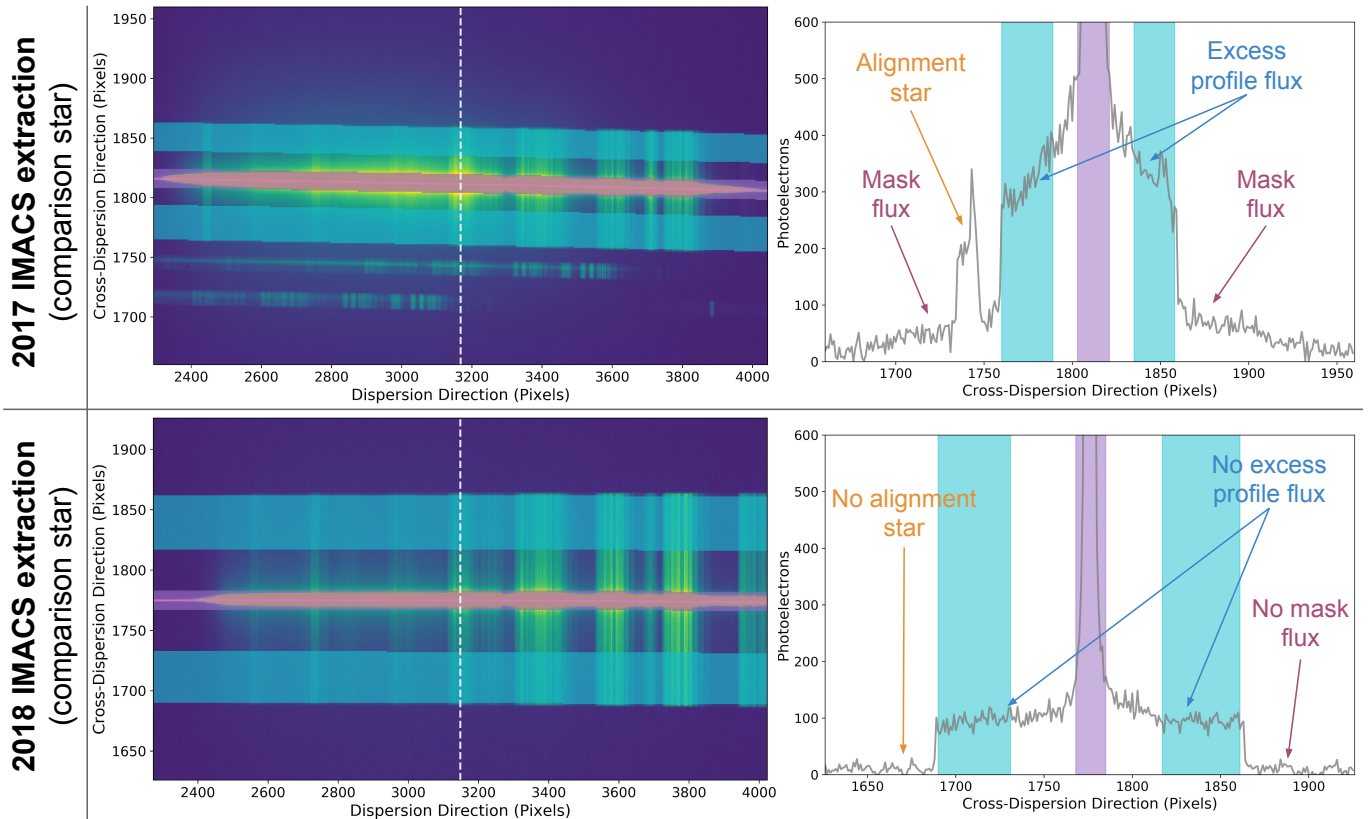 2017 IMACS extraction
(comparison star)
Cross-Dispersion Direction (Pixels)
1900
1850
1800
1750
1700
2400 2600 2800 3000 3200 3400 3600 3800 4000
Dispersion Direction (Pixels)
Photoelectrons
600
500
400
300
200
100
0
Alignment
star
Excess
profile flux
Mask
flux
Mask
flux
1700 1750 1800 1850 1900 1950
Cross-Dispersion Direction (Pixels)
2018 IMACS extraction
(comparison star)
Cross-Dispersion Direction (Pixels)
1900
1850
1800
1750
1700
1650
2400 2600 2800 3000 3200 3400 3600 3800 4000
Dispersion Direction (Pixels)
Photoelectrons
600
500
400
300
200
100
0
No alignment
star
No excess
profile flux
No mask
flux
1650 1700 1750 1800 1850 1900
Cross-Dispersion Direction (Pixels)